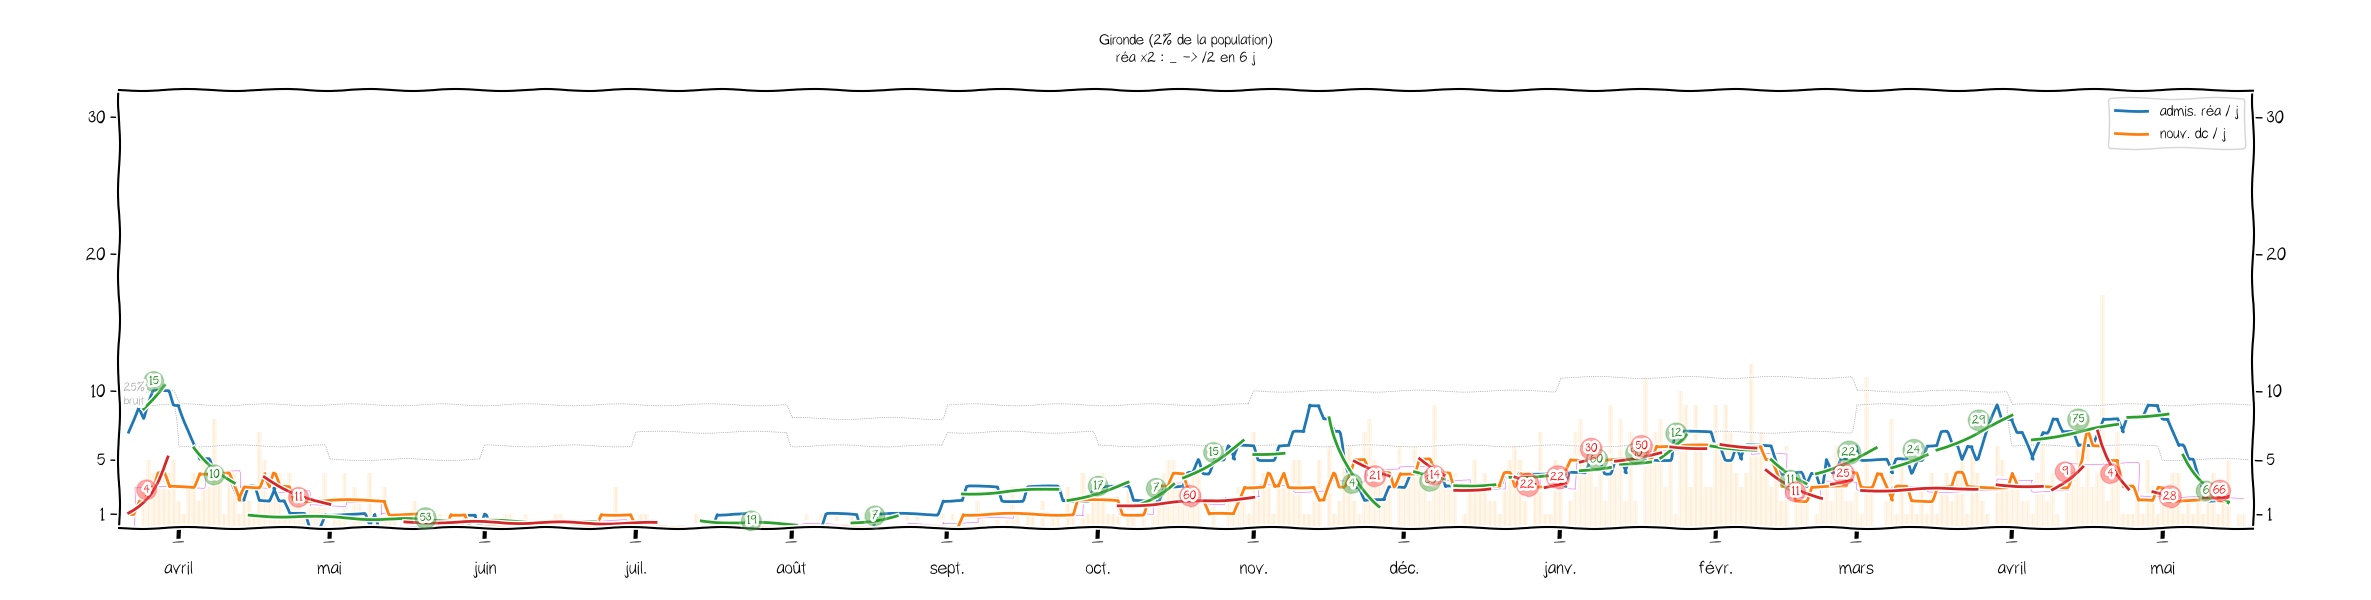 Gironde (2% de la population)
réa x2 : _ -> /2 en 6 j
30 30
admis. réa / j
nouv. dc / j
20 20
10 10
25%
bruit
5 5
1 1
15 4 10 11 53 19 7 17 7 60 15 4 21 14 22 22 30 60 50 12 11 11 25 22 24 29 9 75 4 28 6 66
avril mai juin juil. août sept. oct. nov. déc. janv. févr. mars avril mai